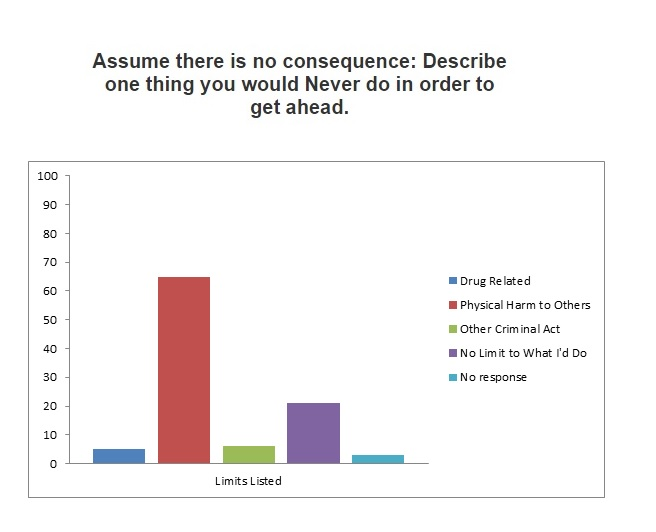 Assume there is no consequence: Describe
one thing you would Never do in order to
get ahead.
100
90
80
70
60
50
40
30
20
10
0
Drug Related
Physical Harm to Others
Other Criminal Act
No Limit to What I'd Do
No response
Limits Listed